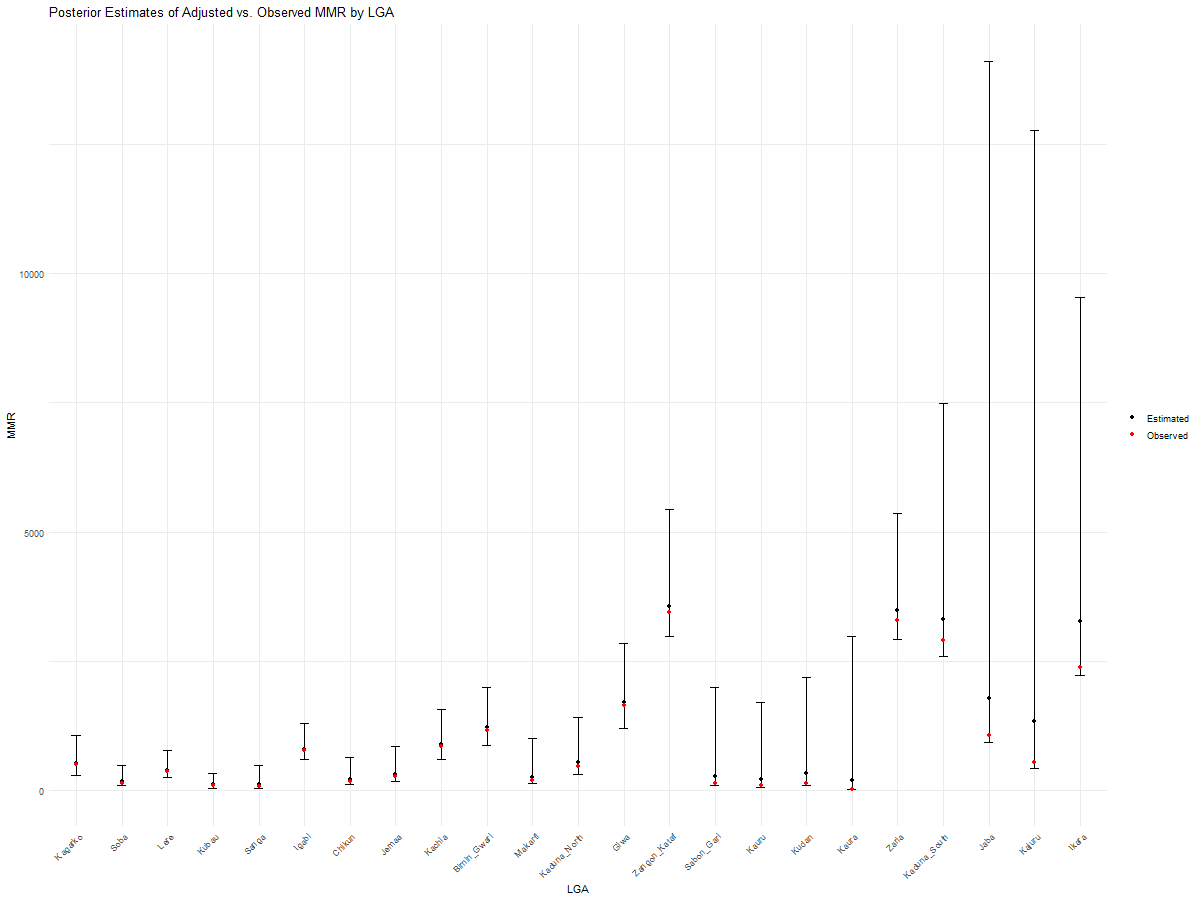 Posterior Estimates of Adjusted vs. Observed MMR by LGA
MMR
10000
5000
0
Estimated
Observed
Kagarko
Soba
Lere
Kubau
Sanga
Igabi
Chikun
Jemaa
Kachia
Birnin_Gwari
Makarfi
Kaduna_North
Giwa
Zangon_Kataf
Sabon_Gari
Kauru
Kudan
Kaura
Zaria
Kaduna_South
Jaba
Kajuru
Ikara
LGA